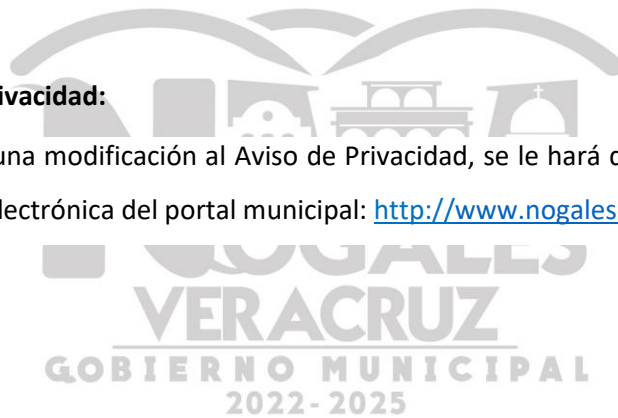 ivacidad:
una modificación al Aviso de Privacidad, se le hará
lectrónica del portal municipal: http://www.nogales
NOGALES
VERACRUZ
GOBIERNO MUNICIPAL
2022-2025